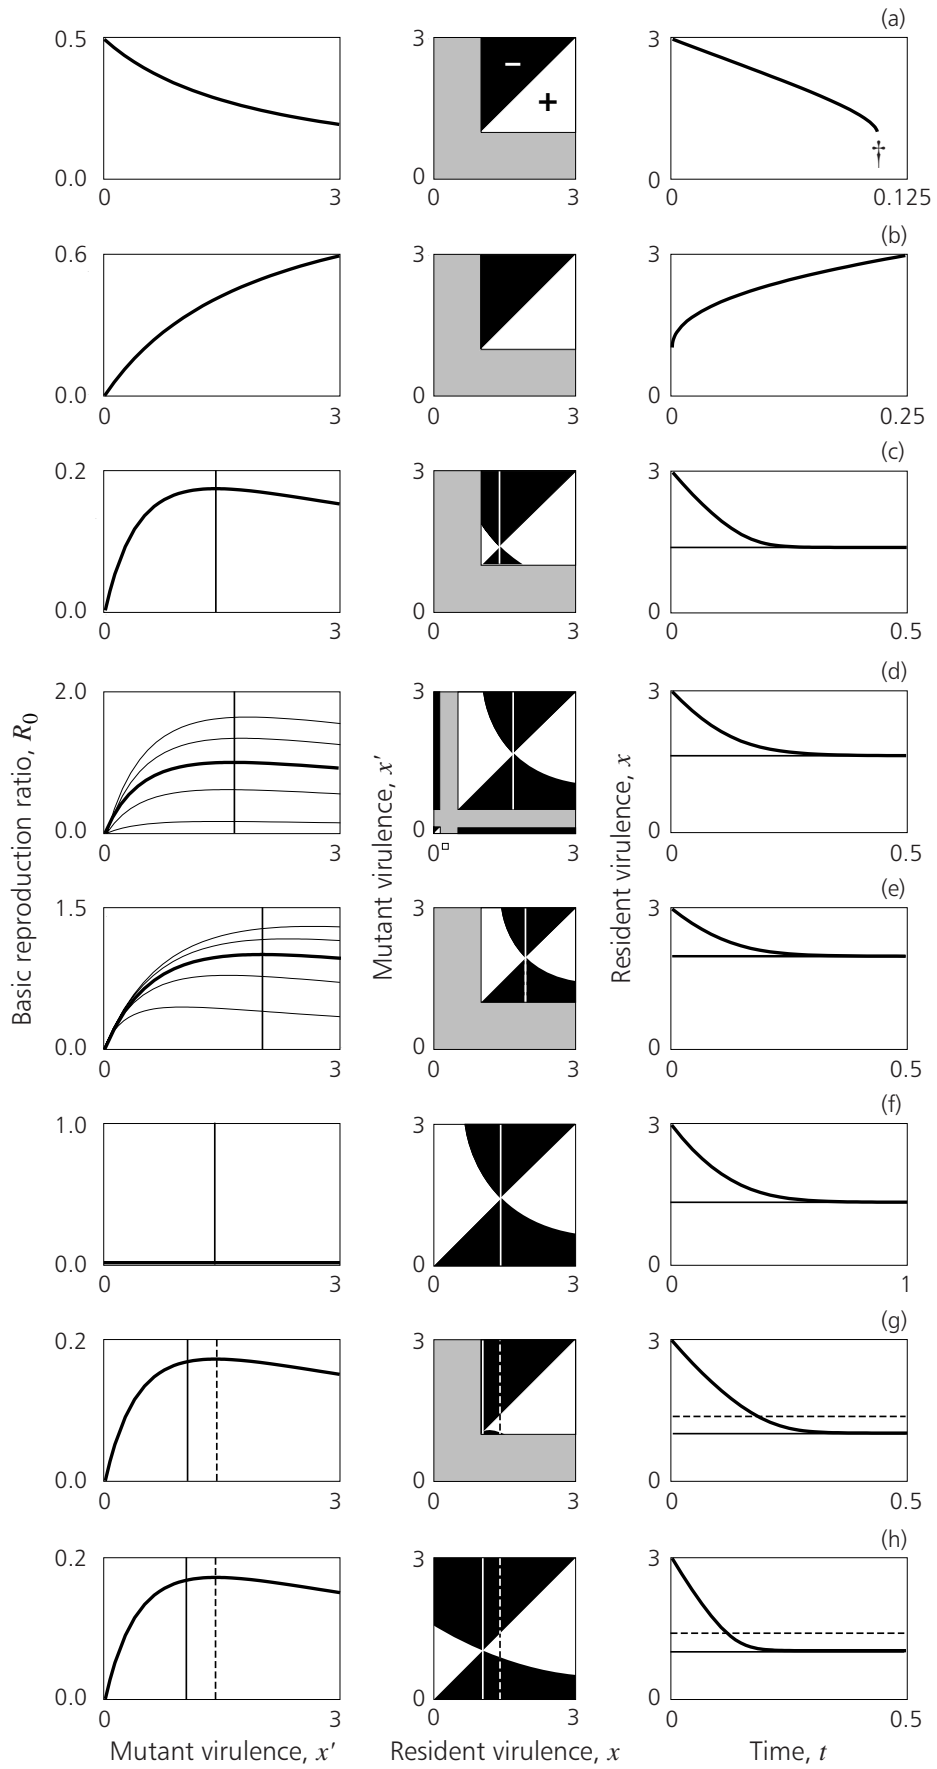 (a)
0.5 3 3
− +
†
0.0 0 0
0 3 0 3 0 0.125
(b)
0.6 3 3
0.0 0 0
0 3 0 3 0 0.25
(c)
0.2 3 3
0.0 0 0
0 3 0 3 0 0.5
(d)
2.0 3 3
0.0 0 0
0 3 0 3 0 0.5
(e)
1.5 3 3
0.0 0 0
0 3 0 3 0 0.5
Basic reproduction ratio, R0
Mutant virulence, x′
Resident virulence, x
(f)
1.0 3 3
0.0 0 0
0 3 0 3 0 1
(g)
0.2 3 3
0.0 0 0
0 3 0 3 0 0.5
(h)
0.2 3 3
0.0 0 0
0 3 0 3 0 0.5
Mutant virulence, x′ Resident virulence, x Time, t